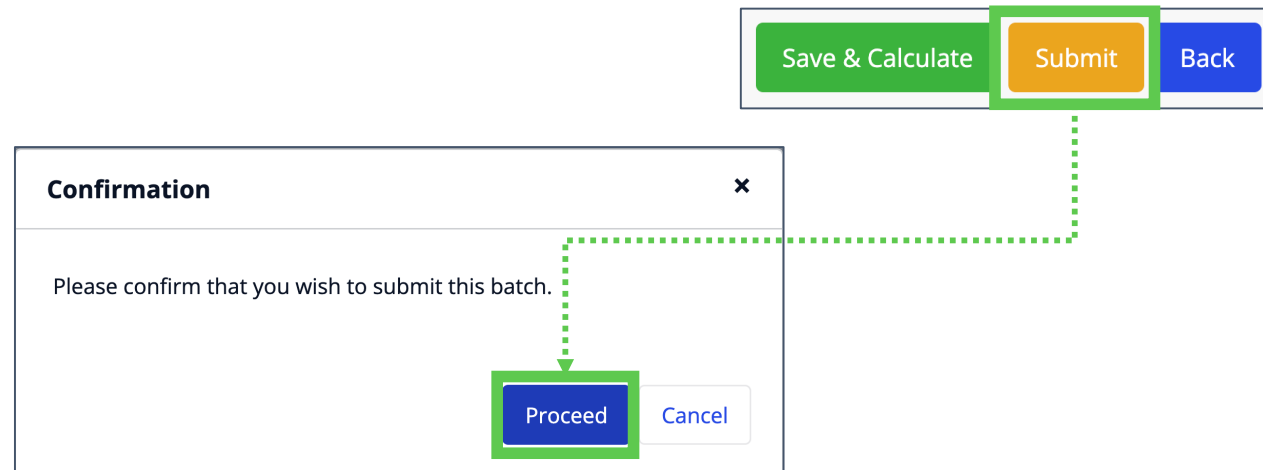 Save & Calculate Submit Back
Confirmation ×
Please confirm that you wish to submit this batch.
Proceed Cancel